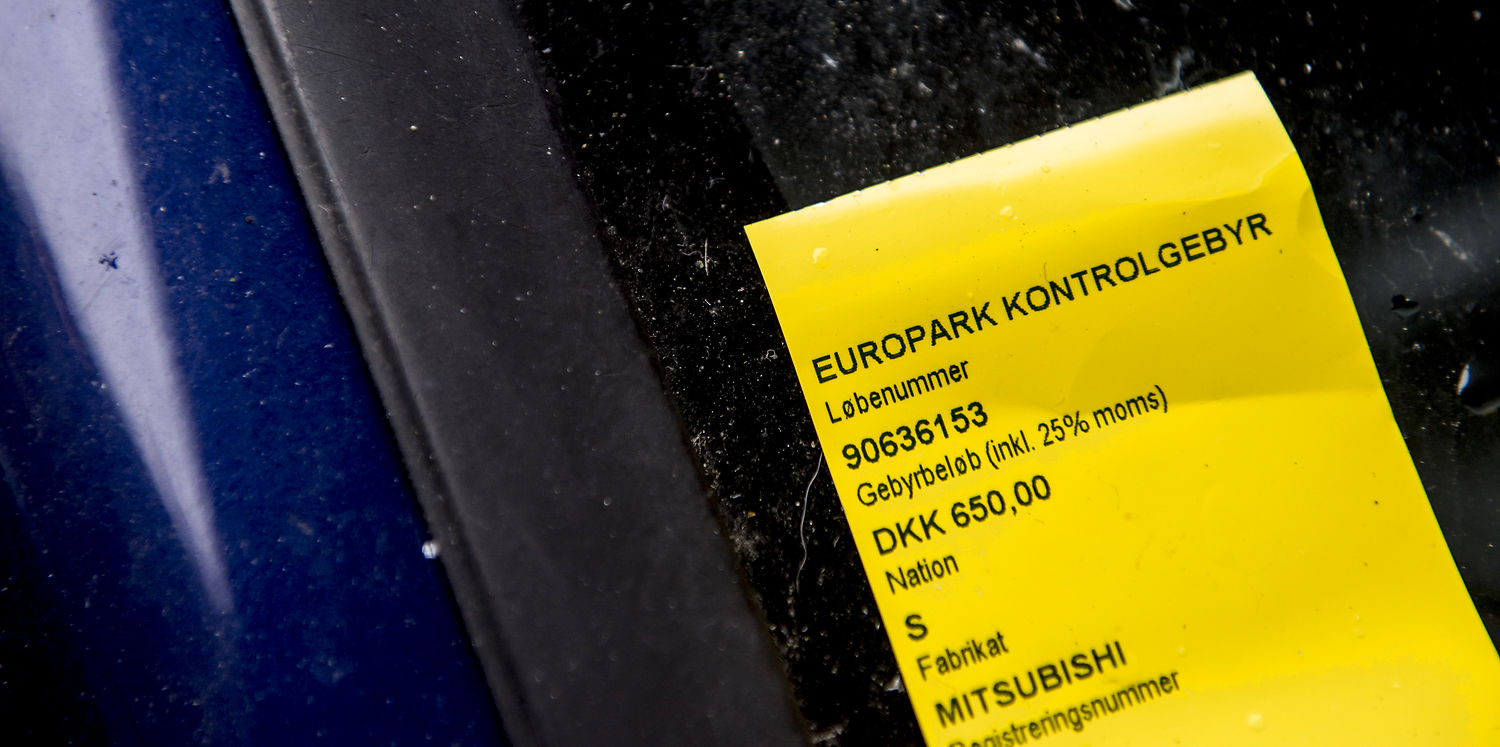 EUROPARK KONTROLGEBYR
Løbenummer
90636153
Gebyrbeløb (inkl. 25% moms)
DKK 650,00
Nation
S
Fabrikat
MITSUBISHI
Registreringsnummer